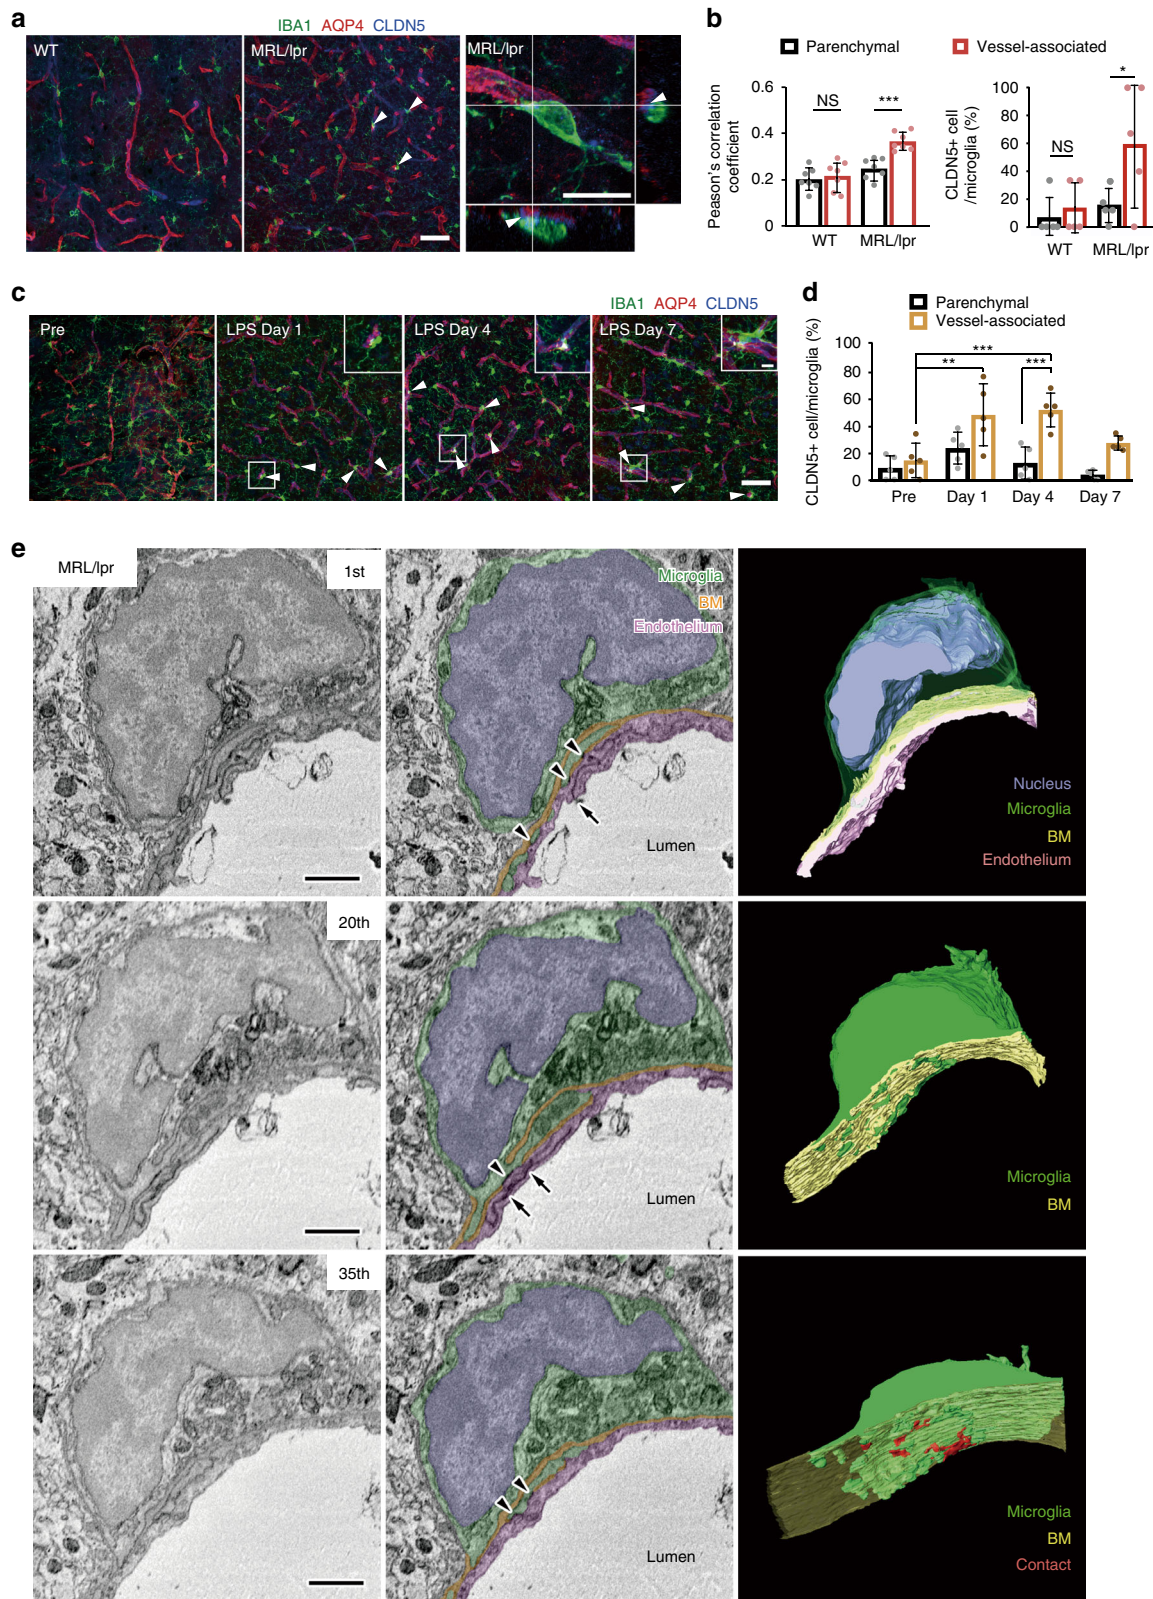 a
IBA1 AQP4 CLDN5
WT
MRL/lpr
MRL/lpr
b
Parenchymal
Vessel-associated
Peason's correlation
coefficient
0.6
0.4
0.2
0
NS
***
WT
MRL/lpr
CLDN5+ cell
/microglia (%)
100
80
60
40
20
0
NS
*
WT
MRL/lpr
c
IBA1 AQP4 CLDN5
Pre
LPS Day 1
LPS Day 4
LPS Day 7
d
Parenchymal
Vessel-associated
CLDN5+ cell/microglia (%)
100
80
60
40
20
0
***
**
***
Pre
Day 1
Day 4
Day 7
e
MRL/lpr
1st
Microglia
BM
Endothelium
Lumen
Nucleus
Microglia
BM
Endothelium
20th
Lumen
Microglia
BM
35th
Lumen
Microglia
BM
Contact